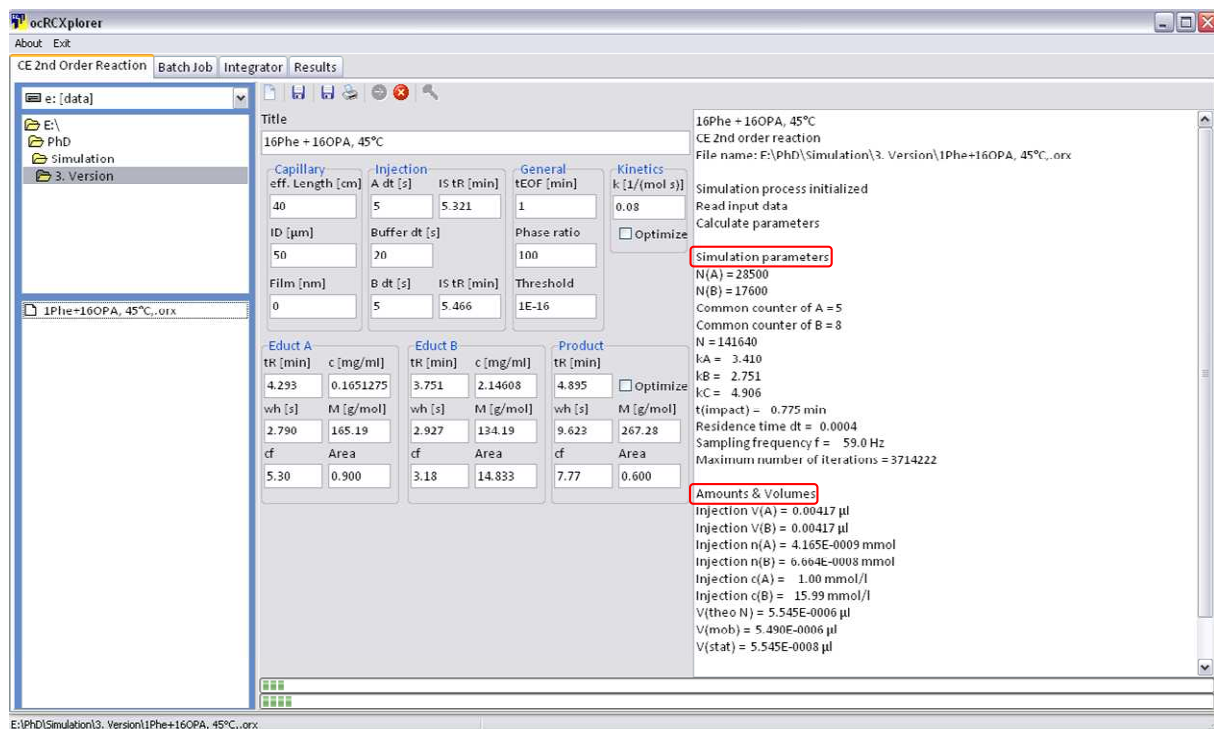 ocRCXplorer
About Exit
CE 2nd Order Reaction Batch Job Integrator Results
e: [data]
E:\
PhD
Simulation
3. Version
1Phe+16OPA, 45°C,.orx
Title
16Phe + 16OPA, 45°C
Capillary Injection General Kinetics
eff. Length [cm] A dt [s] IS tR [min] tEOF [min] k [1/(mol s)]
40 5 5.321 1 0.08
ID [µm] Buffer dt [s] Phase ratio Optimize
50 20 100
Film [nm] B dt [s] IS tR [min] Threshold
0 5 5.466 1E-16
Educt A Educt B Product
tR [min] c [mg/ml] tR [min] c [mg/ml] tR [min]
4.293 0.1651275 3.751 2.14608 4.895 Optimize
wh [s] M [g/mol] wh [s] M [g/mol] wh [s] M [g/mol]
2.790 165.19 2.927 134.19 9.623 267.28
cf Area cf Area cf Area
5.30 0.900 3.18 14.833 7.77 0.600
16Phe + 16OPA, 45°C
CE 2nd order reaction
File name: E:\PhD\Simulation\3. Version\1Phe+16OPA, 45°C,.orx
Simulation process initialized
Read input data
Calculate parameters
Simulation parameters
N(A) = 28500
N(B) = 17600
Common counter of A = 5
Common counter of B = 8
N = 141640
kA = 3.410
kB = 2.751
kC = 4.906
t(impact) = 0.775 min
Residence time dt = 0.0004
Sampling frequency f = 59.0 Hz
Maximum number of iterations = 3714222
Amounts & Volumes
Injection V(A) = 0.00417 µl
Injection V(B) = 0.00417 µl
Injection n(A) = 4.165E-0009 mmol
Injection n(B) = 6.664E-0008 mmol
Injection c(A) = 1.00 mmol/l
Injection c(B) = 15.99 mmol/l
V(theo N) = 5.545E-0006 µl
V(mob) = 5.490E-0006 µl
V(stat) = 5.545E-0008 µl
E:\PhD\Simulation\3. Version\1Phe+16OPA, 45°C,.orx